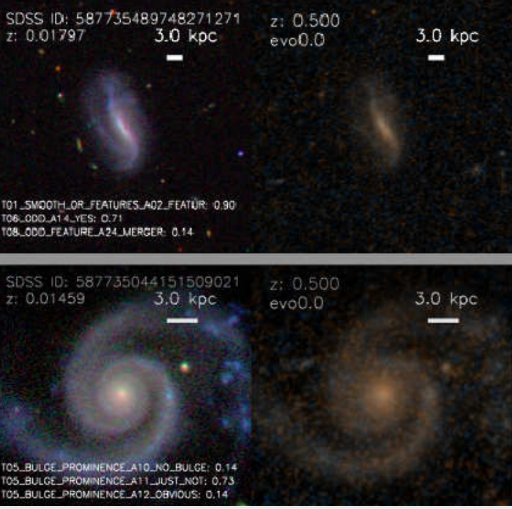 SDSS ID: 587735489748271271
z: 0.01797
3.0 kpc
T01_SMOOTH_OR_FEATURES_A02_FEATUR: 0.90
T06_ODD_A14_YES: 0.71
T08_ODD_FEATURE_A24_MERGER: 0.14
z: 0.500
evo0.0
3.0 kpc
SDSS ID: 587735044151509021
z: 0.01459
3.0 kpc
T05_BULGE_PROMINENCE_A10_NO_BULGE: 0.14
T05_BULGE_PROMINENCE_A11_JUST_NOT: 0.73
T05_BULGE_PROMINENCE_A12_OBVIOUS: 0.14
z: 0.500
evo0.0
3.0 kpc